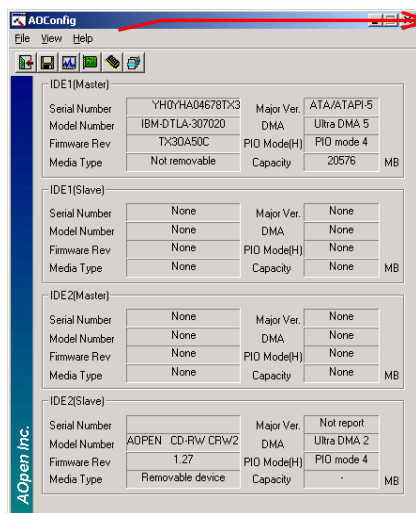 AOConfig
File View Help
IDE1(Master)
Serial Number YH0YHA04678TX3 Major Ver. ATA/ATAPI-5
Model Number IBM-DTLA-307020 DMA Ultra DMA 5
Firmware Rev TX3OA50C PIO Mode(H) PIO mode 4
Media Type Not removable Capacity 20576 MB
IDE1(Slave)
Serial Number None Major Ver. None
Model Number None DMA None
Firmware Rev None PIO Mode(H) None
Media Type None Capacity None MB
IDE2(Master)
Serial Number None Major Ver. None
Model Number None DMA None
Firmware Rev None PIO Mode(H) None
Media Type None Capacity None MB
IDE2(Slave)
Serial Number Major Ver. Not report
Model Number AOPEN CD-RW CRW2 DMA Ultra DMA 2
Firmware Rev 1.27 PIO Mode(H) PIO mode 4
Media Type Removable device Capacity - MB
AOpen Inc.